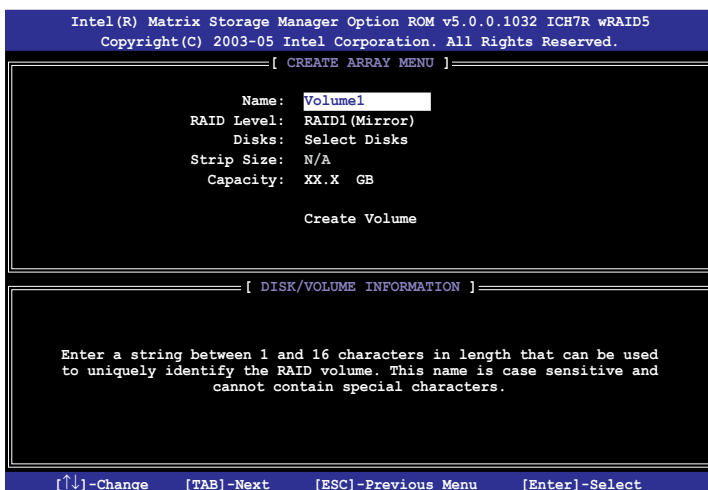 Intel(R) Matrix Storage Manager Option ROM v5.0.0.1032 ICH7R wRAID5
Copyright(C) 2003-05 Intel Corporation. All Rights Reserved.
[ CREATE ARRAY MENU ]
Name: Volume1
RAID Level: RAID1(Mirror)
Disks: Select Disks
Strip Size: N/A
Capacity: XX.X GB
Create Volume
[ DISK/VOLUME INFORMATION ]
Enter a string between 1 and 16 characters in length that can be used
to uniquely identify the RAID volume. This name is case sensitive and
cannot contain special characters.
[↑↓]-Change [TAB]-Next [ESC]-Previous Menu [Enter]-Select